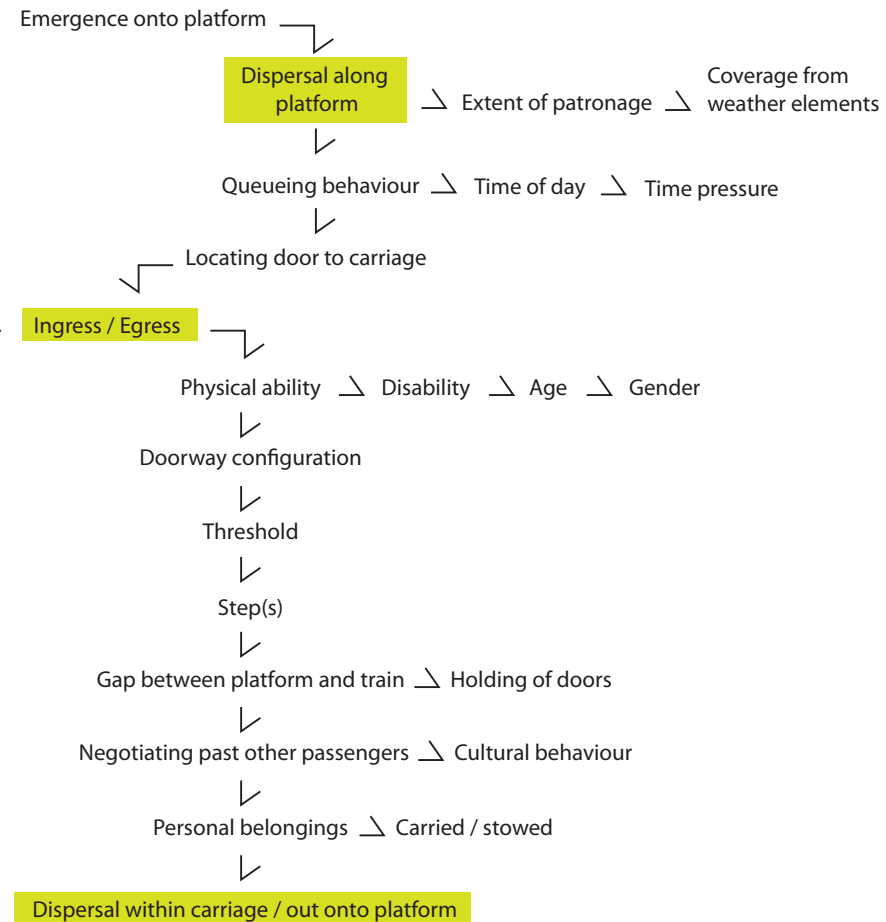 Emergence onto platform
Dispersal along
platform
Extent of patronage
Coverage from
weather elements
Queueing behaviour
Time of day
Time pressure
Locating door to carriage
Ingress / Egress
Physical ability
Disability
Age
Gender
Doorway configuration
Threshold
Step(s)
Gap between platform and train
Holding of doors
Negotiating past other passengers
Cultural behaviour
Personal belongings
Carried / stowed
Dispersal within carriage / out onto platform